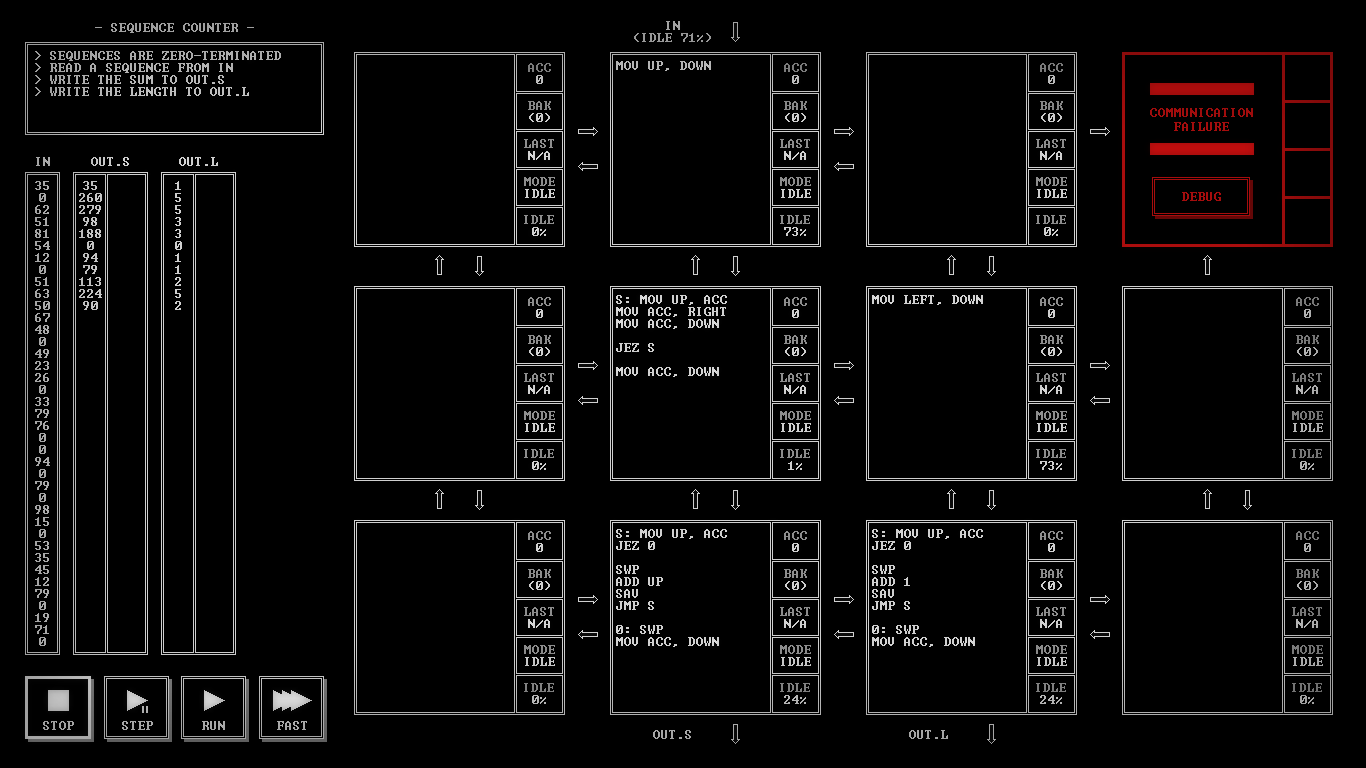 - SEQUENCE COUNTER -
> SEQUENCES ARE ZERO-TERMINATED
> READ A SEQUENCE FROM IN
> WRITE THE SUM TO OUT.S
> WRITE THE LENGTH TO OUT.L
IN OUT.S OUT.L
35 35 1
0 260 5
62 279 5
51 98 3
81 188 3
54 0 0
12 94 1
0 79 1
51 113 2
63 224 5
50 90 2
67
48
0
49
23
26
0
33
79
76
0
0
94
0
79
0
98
15
0
53
35
45
12
79
0
19
71
0
STOP
STEP
RUN
FAST
IN
(IDLE 71%)
ACC
0
BAK
(0)
LAST
N/A
MODE
IDLE
IDLE
0%
MOV UP, DOWN
ACC
0
BAK
(0)
LAST
N/A
MODE
IDLE
IDLE
73%
ACC
0
BAK
(0)
LAST
N/A
MODE
IDLE
IDLE
0%
COMMUNICATION
FAILURE
DEBUG
ACC
0
BAK
(0)
LAST
N/A
MODE
IDLE
IDLE
0%
S: MOV UP, ACC
MOV ACC, RIGHT
MOV ACC, DOWN
JEZ S
MOV ACC, DOWN
ACC
0
BAK
(0)
LAST
N/A
MODE
IDLE
IDLE
1%
MOV LEFT, DOWN
ACC
0
BAK
(0)
LAST
N/A
MODE
IDLE
IDLE
73%
ACC
0
BAK
(0)
LAST
N/A
MODE
IDLE
IDLE
0%
ACC
0
BAK
(0)
LAST
N/A
MODE
IDLE
IDLE
0%
S: MOV UP, ACC
JEZ 0
SWP
ADD UP
SAV
JMP S
0: SWP
MOV ACC, DOWN
ACC
0
BAK
(0)
LAST
N/A
MODE
IDLE
IDLE
24%
S: MOV UP, ACC
JEZ 0
SWP
ADD 1
SAV
JMP S
0: SWP
MOV ACC, DOWN
ACC
0
BAK
(0)
LAST
N/A
MODE
IDLE
IDLE
24%
ACC
0
BAK
(0)
LAST
N/A
MODE
IDLE
IDLE
0%
OUT.S
OUT.L